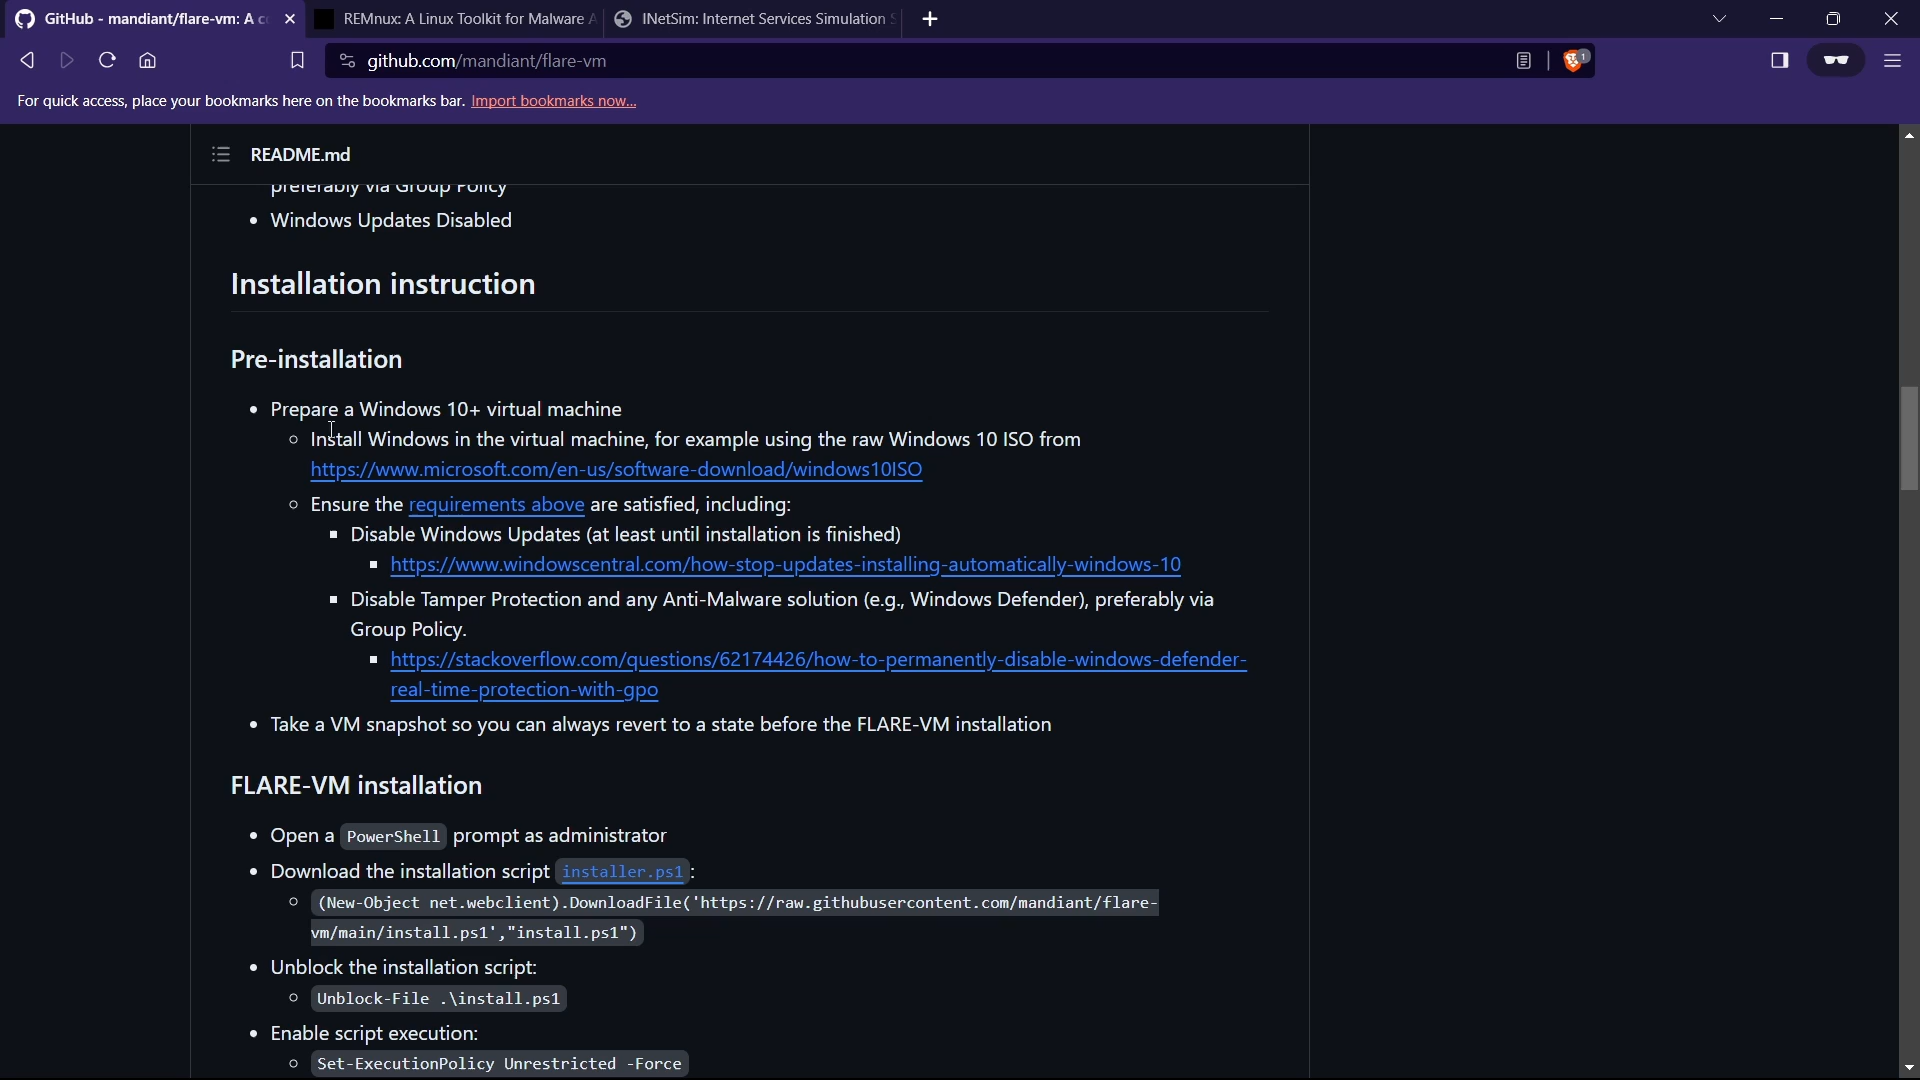 GitHub - mandiant/flare-vm: A c
REMnux: A Linux Toolkit for Malware A
INetSim: Internet Services Simulation S
github.com/mandiant/flare-vm
1
For quick access, place your bookmarks here on the bookmarks bar. Import bookmarks now...
README.md
preferably via Group Policy
• Windows Updates Disabled
Installation instruction
Pre-installation
• Prepare a Windows 10+ virtual machine
Install Windows in the virtual machine, for example using the raw Windows 10 ISO from
https://www.microsoft.com/en-us/software-download/windows10ISO
Ensure the requirements above are satisfied, including:
Disable Windows Updates (at least until installation is finished)
https://www.windowscentral.com/how-stop-updates-installing-automatically-windows-10
Disable Tamper Protection and any Anti-Malware solution (e.g., Windows Defender), preferably via
Group Policy.
https://stackoverflow.com/questions/62174426/how-to-permanently-disable-windows-defender-
real-time-protection-with-gpo
• Take a VM snapshot so you can always revert to a state before the FLARE-VM installation
FLARE-VM installation
• Open a PowerShell prompt as administrator
• Download the installation script installer.ps1:
(New-Object net.webclient).DownloadFile('https://raw.githubusercontent.com/mandiant/flare-
vm/main/install.ps1',"install.ps1")
• Unblock the installation script:
Unblock-File .\install.ps1
• Enable script execution:
Set-ExecutionPolicy Unrestricted -Force